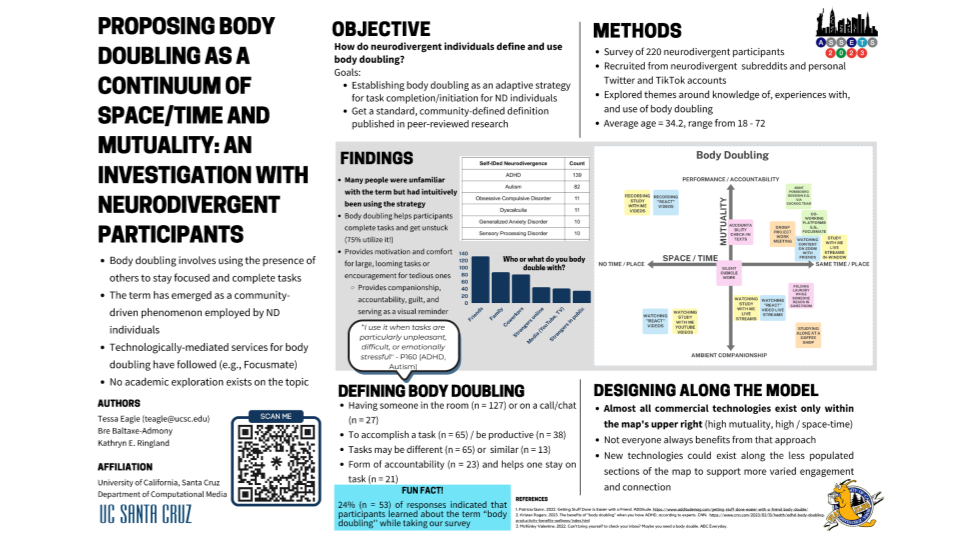 PROPOSING BODY
DOUBLING AS A
CONTINUUM OF
SPACE/TIME AND
MUTUALITY: AN
INVESTIGATION WITH
NEURODIVERGENT
PARTICIPANTS
• Body doubling involves using the presence of
others to stay focused and complete tasks
• The term has emerged as a community-
driven phenomenon employed by ND
individuals
• Technologically-mediated services for body
doubling have followed (e.g., Focusmate)
• No academic exploration exists on the topic
AUTHORS
Tessa Eagle (teagle@ucsc.edu)
Bre Baltaxe-Admony
Kathryn E. Ringland
AFFILIATION
University of California, Santa Cruz
Department of Computational Media
UC SANTA CRUZ
SCAN ME
OBJECTIVE
How do neurodivergent individuals define and use
body doubling?
Goals:
• Establishing body doubling as an adaptive strategy
for task completion/initiation for ND individuals
• Get a standard, community-defined definition
published in peer-reviewed research
METHODS
• Survey of 220 neurodivergent participants
• Recruited from neurodivergent subreddits and personal
Twitter and TikTok accounts
• Explored themes around knowledge of, experiences with,
and use of body doubling
• Average age = 34.2, range from 18 - 72
ASSETS
2023
FINDINGS
• Many people were unfamiliar
with the term but had intuitively
been using the strategy
• Body doubling helps participants
complete tasks and get unstuck
(75% utilize it!)
• Provides motivation and comfort
for large, looming tasks or
encouragement for tedious ones
○ Provides companionship,
accountability, guilt, and
serving as a visual reminder
"I use it when tasks are
particularly unpleasant,
difficult, or emotionally
stressful" - P160 [ADHD,
Autism]
Self-IDed Neurodivergence Count
ADHD 139
Autism 82
Obsessive Compulsive Disorder 11
Dyscalculia 11
Generalized Anxiety Disorder 10
Sensory Processing Disorder 10
Who or what do you body
double with?
140
120
100
80
60
40
20
0
Friends
Family
Coworkers
Strangers online
Media (YouTube, TV)
Strangers in public
Body Doubling
PERFORMANCE / ACCOUNTABILITY
MUTUALITY
SPACE / TIME
NO TIME / PLACE
SAME TIME / PLACE
AMBIENT COMPANIONSHIP
RECORDING
STUDY
WITH ME
VIDEOS
RECORDING
"REACT"
VIDEOS
ACCOUNTA
BILITY
CHECK-IN
TEXTS
GROUP
PROJECT
WORK
MEETING
CO-
WORKING
PLATFORMS
E.G.,
FOCUSMATE
WATCHING
CONTENT
ON ZOOM
WITH
FRIENDS
STUDY
WITH ME
LIVE
STREAMS
IN WINDOW
SILENT
CUBICLE
WORK
WATCHING
"REACT"
VIDEOS
WATCHING
STUDY
WITH ME
YOUTUBE
VIDEOS
WATCHING
STUDY
WITH ME
LIVE
STREAMS
WATCHING
"REACT"
VIDEO LIVE
STREAMS
FOLDING
LAUNDRY
WHILE
SOMEONE
READS IN
SAME ROOM
STUDYING
ALONE AT A
COFFEE
SHOP
DEFINING BODY DOUBLING
• Having someone in the room (n = 127) or on a call/chat
(n = 27)
• To accomplish a task (n = 65) / be productive (n = 38)
• Tasks may be different (n = 65) or similar (n = 13)
• Form of accountability (n = 23) and helps one stay on
task (n = 21)
FUN FACT!
24% (n = 53) of responses indicated that
participants learned about the term "body
doubling" while taking our survey
DESIGNING ALONG THE MODEL
• Almost all commercial technologies exist only within
the map's upper right (high mutuality, high / space-time)
• Not everyone always benefits from that approach
• New technologies could exist along the less populated
sections of the map to support more varied engagement
and connection
REFERENCES